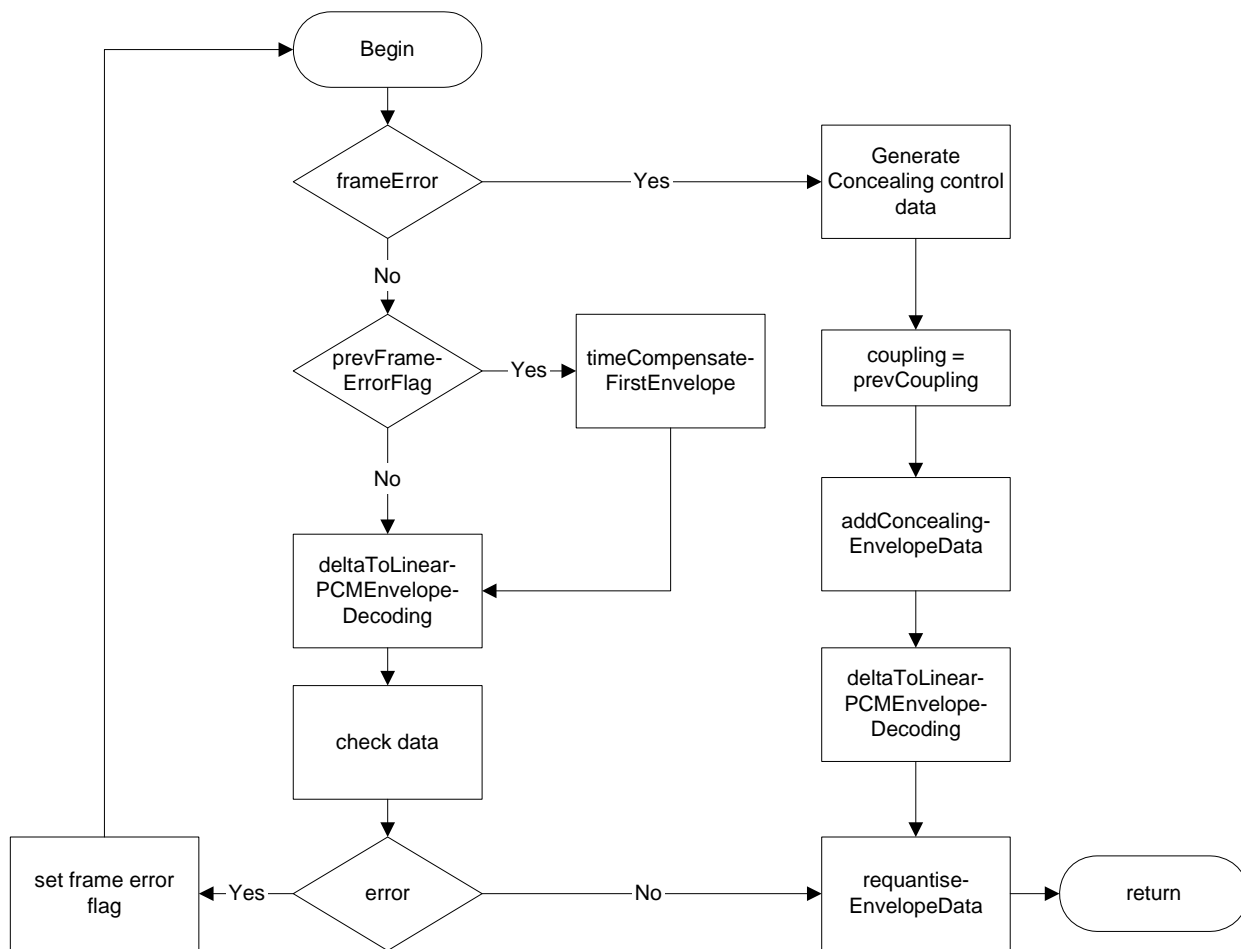 Begin
frameError
Yes
Generate
Concealing control
data
No
prevFrame-
ErrorFlag
Yes
timeCompensate-
FirstEnvelope
coupling =
prevCoupling
No
deltaToLinear-
PCMEnvelope-
Decoding
addConcealing-
EnvelopeData
check data
deltaToLinear-
PCMEnvelope-
Decoding
set frame error
flag
Yes
error
No
requantise-
EnvelopeData
return